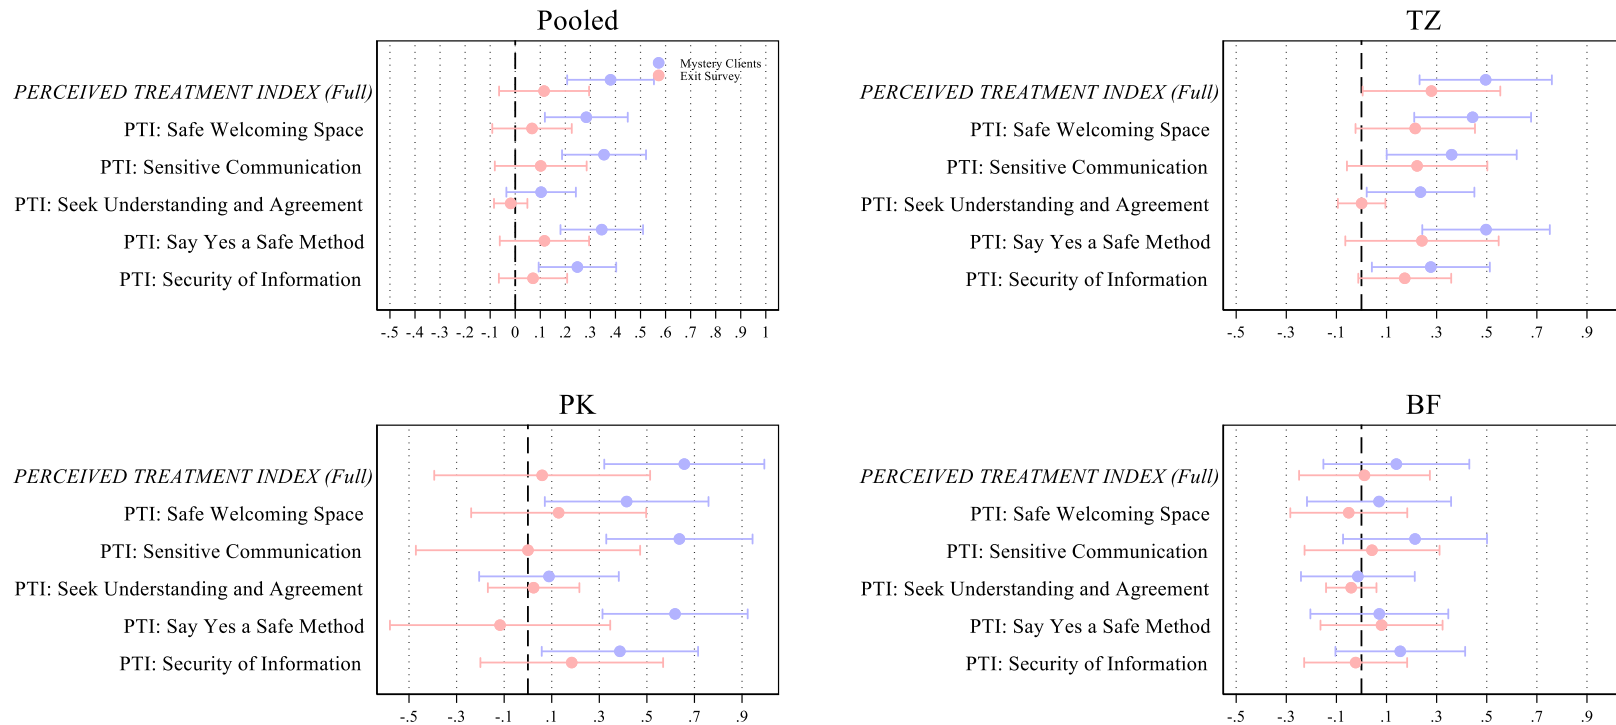 Pooled
Mystery Clients
Exit Survey
PERCEIVED TREATMENT INDEX (Full)
PTI: Safe Welcoming Space
PTI: Sensitive Communication
PTI: Seek Understanding and Agreement
PTI: Say Yes a Safe Method
PTI: Security of Information
-.5 -.4 -.3 -.2 -.1 0 .1 .2 .3 .4 .5 .6 .7 .8 .9 1
TZ
PERCEIVED TREATMENT INDEX (Full)
PTI: Safe Welcoming Space
PTI: Sensitive Communication
PTI: Seek Understanding and Agreement
PTI: Say Yes a Safe Method
PTI: Security of Information
-.5 -.3 -.1 .1 .3 .5 .7 .9
PK
PERCEIVED TREATMENT INDEX (Full)
PTI: Safe Welcoming Space
PTI: Sensitive Communication
PTI: Seek Understanding and Agreement
PTI: Say Yes a Safe Method
PTI: Security of Information
-.5 -.3 -.1 .1 .3 .5 .7 .9
BF
PERCEIVED TREATMENT INDEX (Full)
PTI: Safe Welcoming Space
PTI: Sensitive Communication
PTI: Seek Understanding and Agreement
PTI: Say Yes a Safe Method
PTI: Security of Information
-.5 -.3 -.1 .1 .3 .5 .7 .9